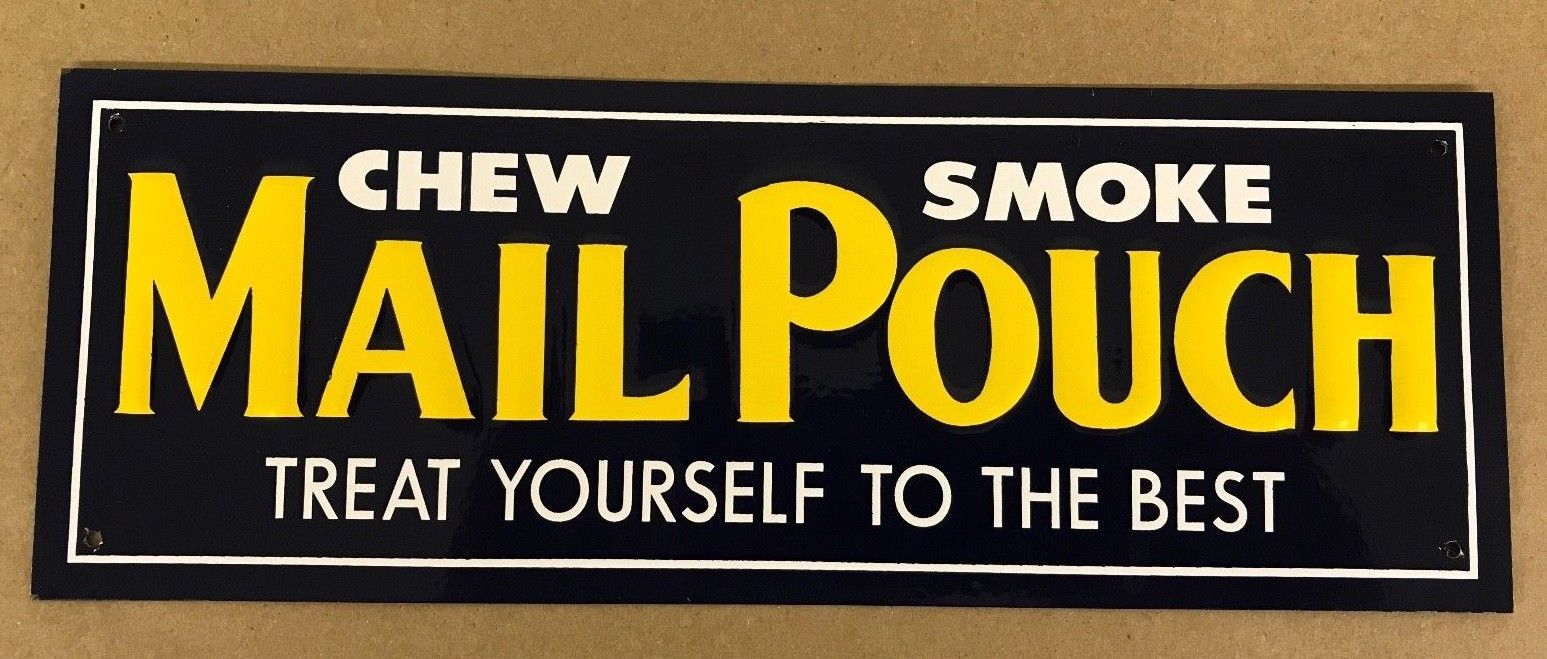 CHEW SMOKE
MAIL POUCH
TREAT YOURSELF TO THE BEST